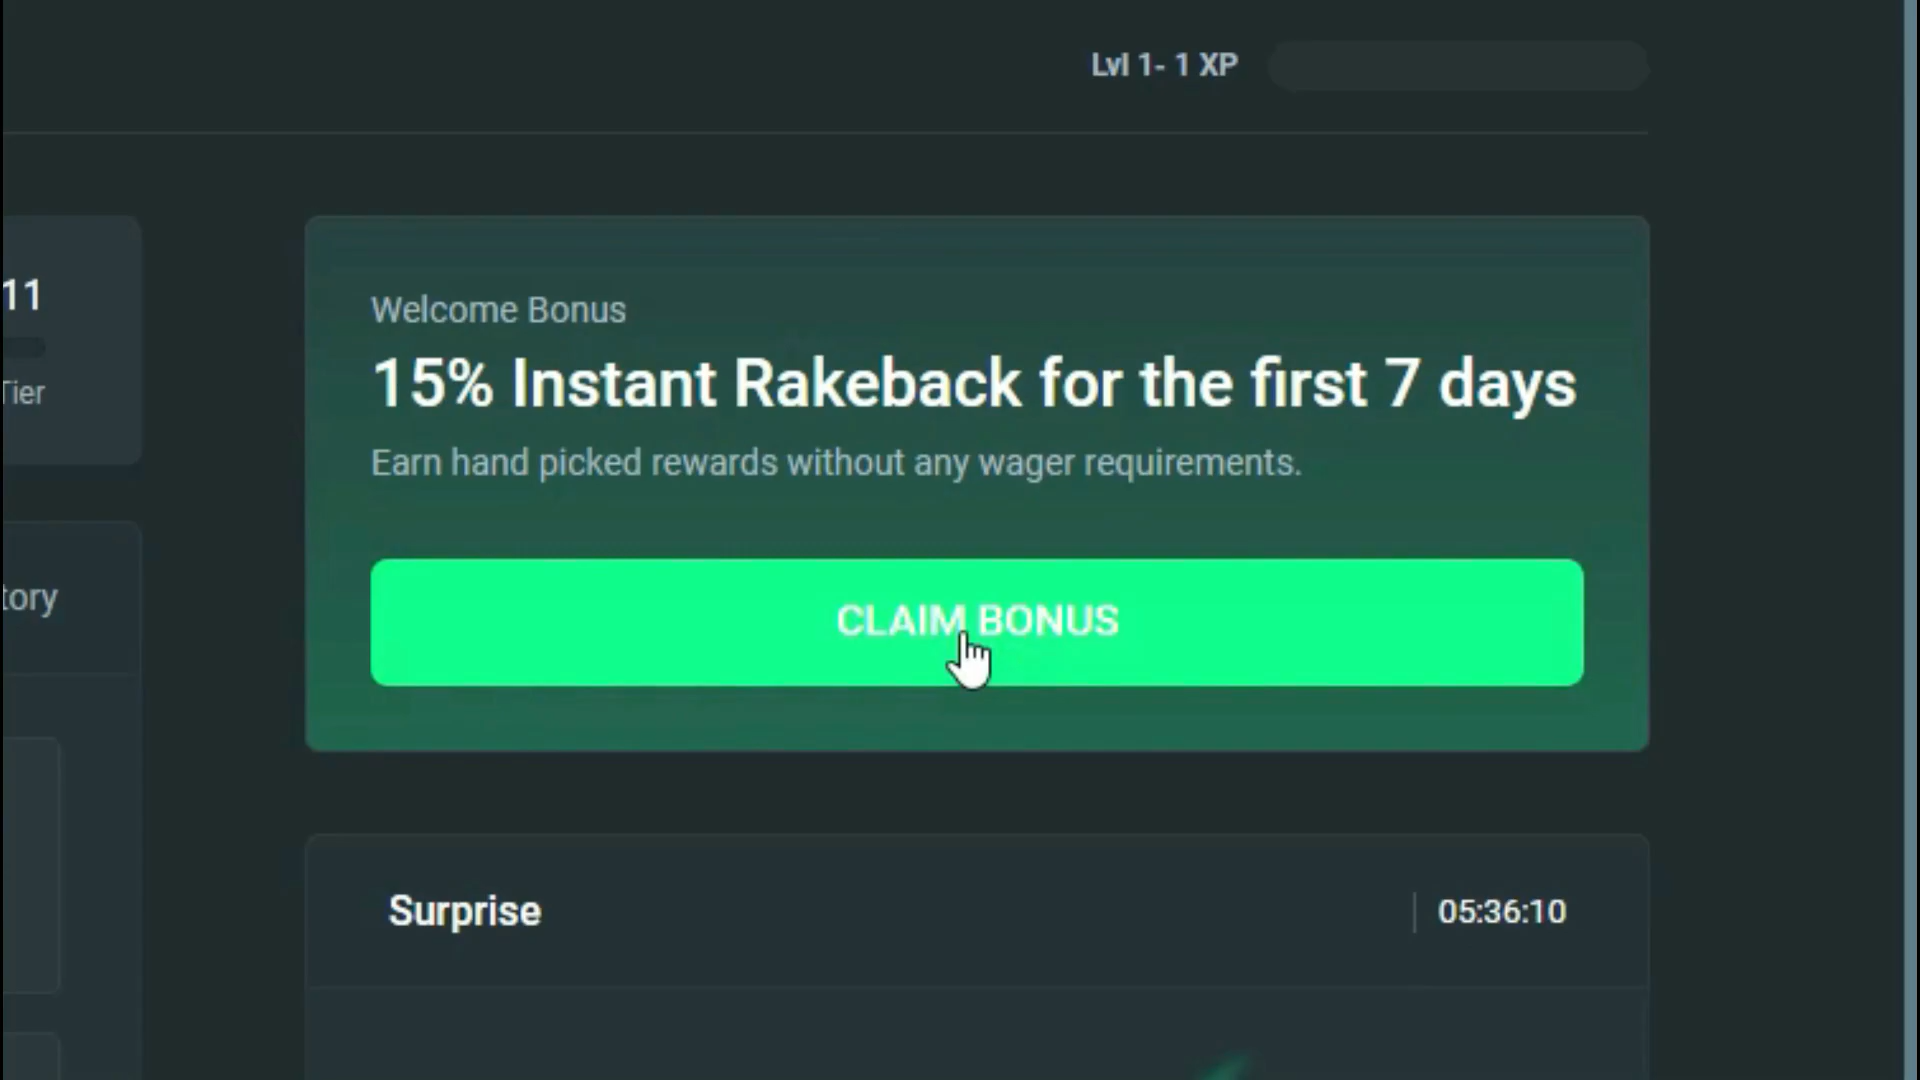 Lvl 1- 1 XP
11
Tier
tory
Welcome Bonus
15% Instant Rakeback for the first 7 days
Earn hand picked rewards without any wager requirements.
CLAIM BONUS
Surprise
05:36:10